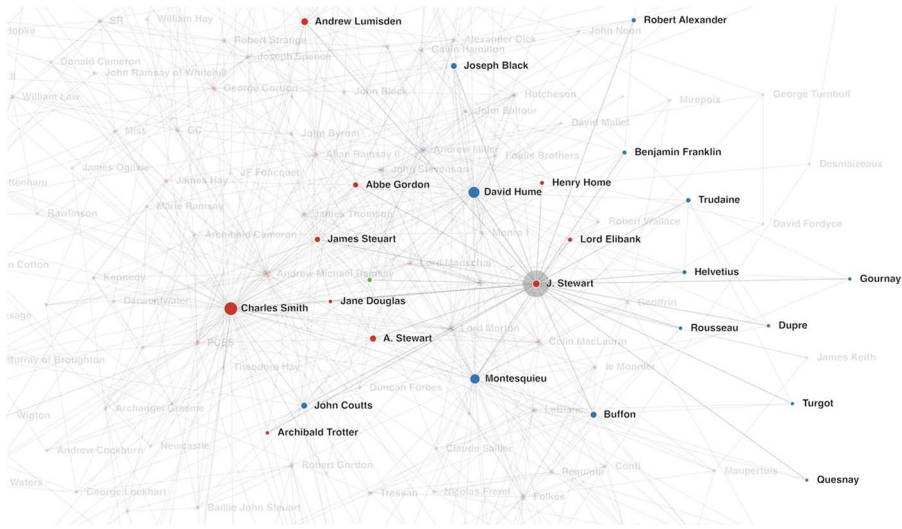 Andrew Lumisden
Robert Alexander
SR
William Hay
John Noon
Robert Strange
Alexander Dick
Gavin Hamilton
Joseph Spence
Donald Cameron
Joseph Black
John Ramsay of Whitehill
William Law
George Gordon
John Black
Hutcheson
Mirepoix
George Turnbull
John Balfour
David Mallet
Mist
GC
John Byrom
Andrew Millar
Benjamin Franklin
Allan Ramsay II
Foulis Brothers
Desmaizeaux
James Ogilvie
JF Foucquet
John Stevenson
James Hay
Abbe Gordon
Henry Home
David Hume
Trudaine
Rawlinson
Marie Ramsay
James Thomson
Robert Wallace
David Fordyce
Archibald Cameron
James Steuart
Monro I
Lord Elibank
n Cotton
Kennedy
Andrew Michael Ramsay
Lord Marischal
Helvetius
Gournay
J. Stewart
Derwentwater
Jane Douglas
Geoffrin
Charles Smith
Lord Morton
Rousseau
Dupre
A. Stewart
Colin MacLaurin
Murray of Broughton
Theodore Hay
le Monnier
James Keith
Montesquieu
Duncan Forbes
Archangel Graeme
John Coutts
LeBlanc
Buffon
Turgot
Wigton
Archibald Trotter
Andrew Cockburn
Newcastle
Robert Gordon
Conti
Maupertuis
Waters
George Lockhart
Tressan
Nicolas Freret
Folkes
Quesnay
Baillie John Steuart